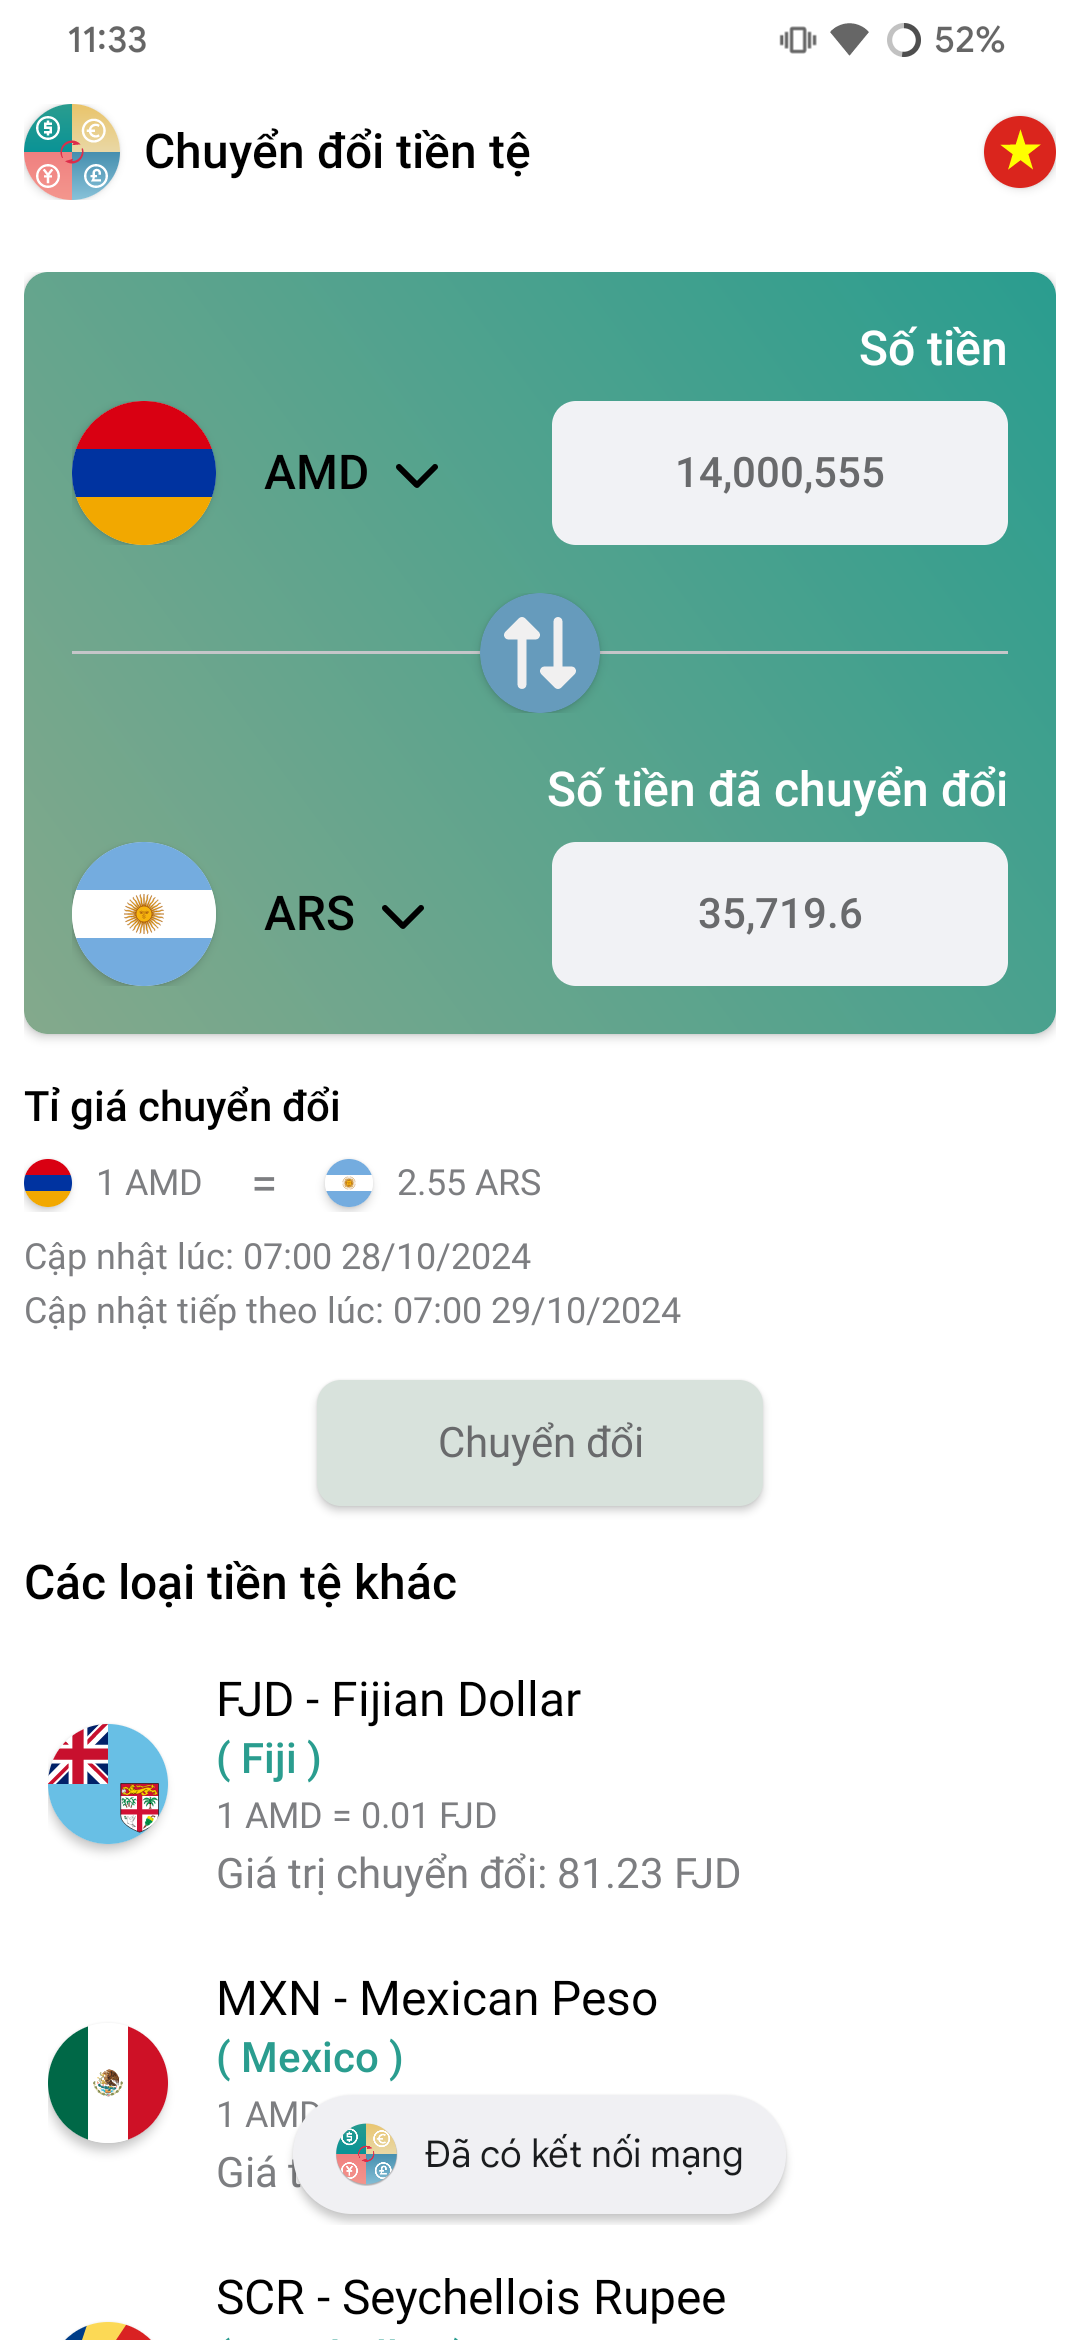 11:33
52%
Chuyển đổi tiền tệ
Số tiền
AMD
14,000,555
Số tiền đã chuyển đổi
ARS
35,719.6
Tỉ giá chuyển đổi
1 AMD = 2.55 ARS
Cập nhật lúc: 07:00 28/10/2024
Cập nhật tiếp theo lúc: 07:00 29/10/2024
Chuyển đổi
Các loại tiền tệ khác
FJD - Fijian Dollar
( Fiji )
1 AMD = 0.01 FJD
Giá trị chuyển đổi: 81.23 FJD
MXN - Mexican Peso
( Mexico )
1 AMD
Giá
Đã có kết nối mạng
SCR - Seychellois Rupee